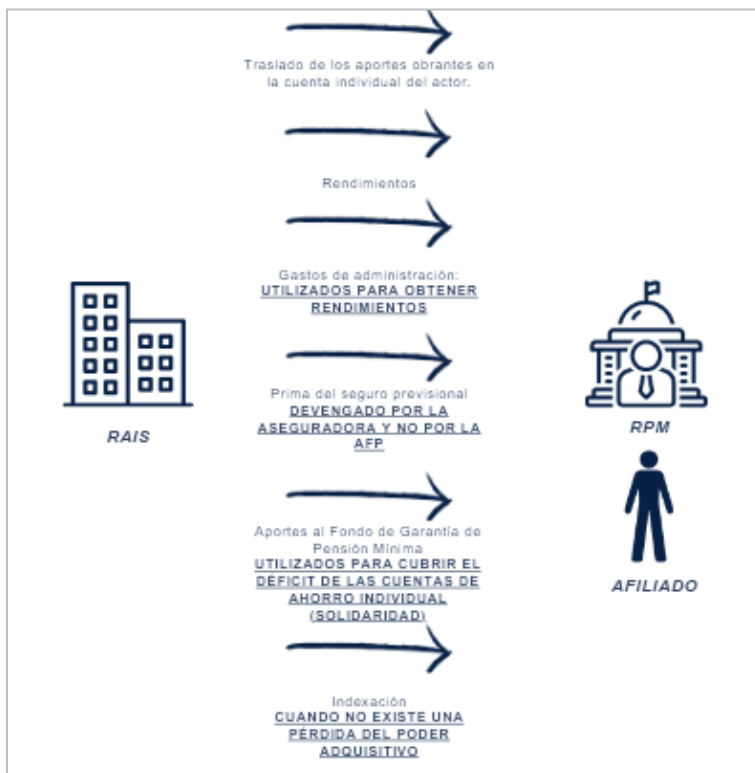 Traslado de los aportes obrantes en
la cuenta individual del actor.
Rendimientos
Gastos de administración:
UTILIZADOS PARA OBTENER
RENDIMIENTOS
Prima del seguro previsional
DEVENGADO POR LA
ASEGURADORA Y NO POR LA
AFP
RAIS
RPM
Aportes al Fondo de Garantía de
Pensión Mínima
UTILIZADOS PARA CUBRIR EL
DÉFICIT DE LAS CUENTAS DE
AHORRO INDIVIDUAL
(SOLIDARIDAD)
AFILIADO
Indexación
CUANDO NO EXISTE UNA
PÉRDIDA DEL PODER
ADQUISITIVO